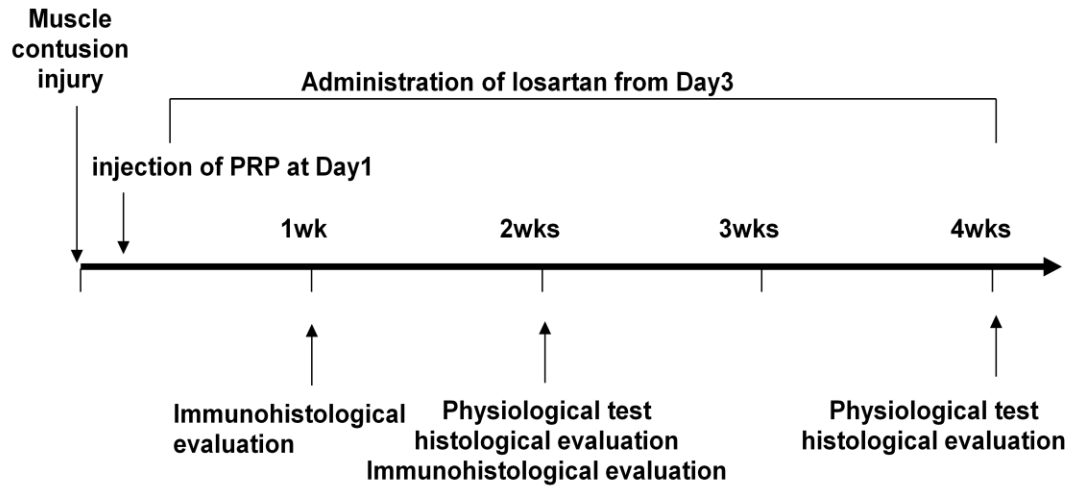 Muscle
contusion
injury
Administration of losartan from Day3
injection of PRP at Day1
1wk
2wks
3wks
4wks
Immunohistological
evaluation
Physiological test
histological evaluation
Immunohistological evaluation
Physiological test
histological evaluation